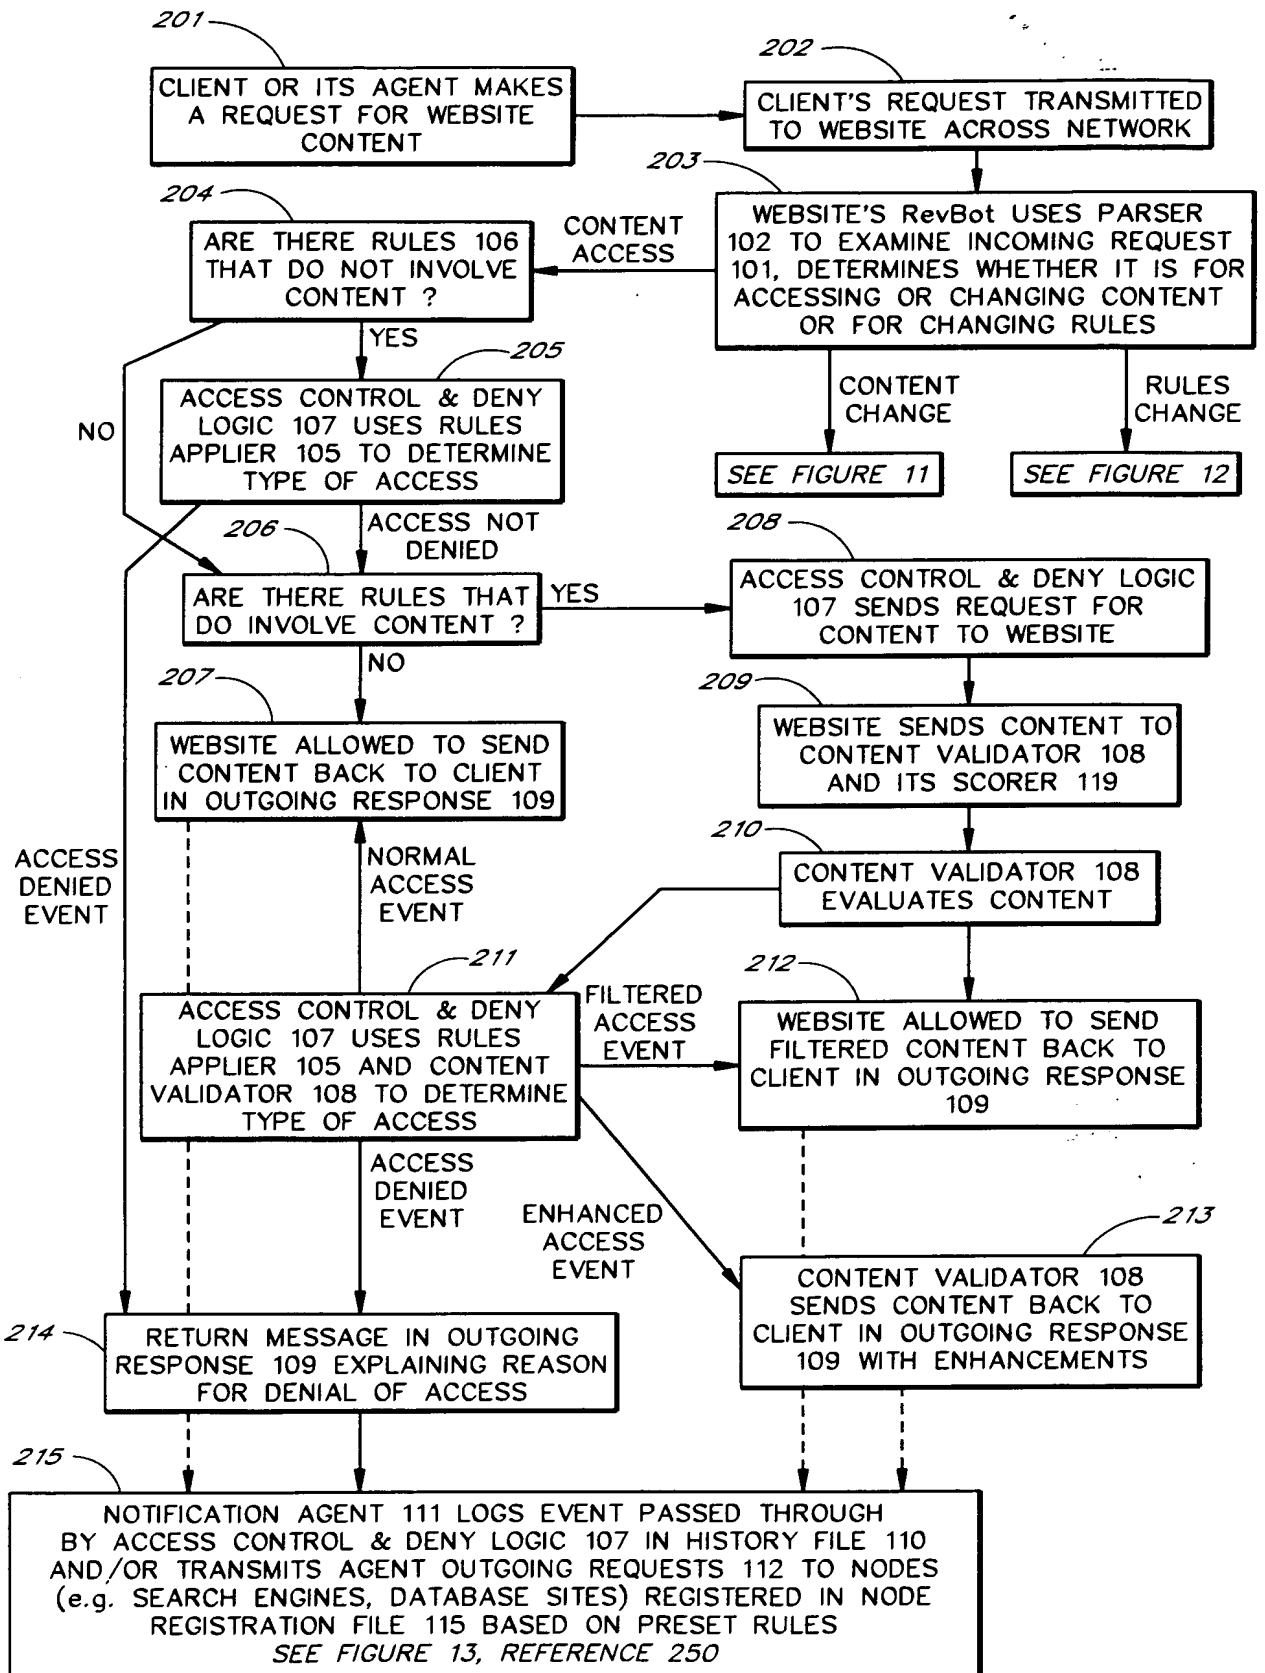 201
CLIENT OR ITS AGENT MAKES
A REQUEST FOR WEBSITE
CONTENT
202
CLIENT'S REQUEST TRANSMITTED
TO WEBSITE ACROSS NETWORK
203
WEBSITE'S RevBot USES PARSER
102 TO EXAMINE INCOMING REQUEST
101, DETERMINES WHETHER IT IS FOR
ACCESSING OR CHANGING CONTENT
OR FOR CHANGING RULES
CONTENT
ACCESS
204
ARE THERE RULES 106
THAT DO NOT INVOLVE
CONTENT ?
YES
NO
CONTENT
CHANGE
RULES
CHANGE
SEE FIGURE 11
SEE FIGURE 12
205
ACCESS CONTROL & DENY
LOGIC 107 USES RULES
APPLIER 105 TO DETERMINE
TYPE OF ACCESS
ACCESS NOT
DENIED
206
ARE THERE RULES THAT
DO INVOLVE CONTENT ?
YES
NO
208
ACCESS CONTROL & DENY LOGIC
107 SENDS REQUEST FOR
CONTENT TO WEBSITE
207
WEBSITE ALLOWED TO SEND
CONTENT BACK TO CLIENT
IN OUTGOING RESPONSE 109
209
WEBSITE SENDS CONTENT TO
CONTENT VALIDATOR 108
AND ITS SCORER 119
210
CONTENT VALIDATOR 108
EVALUATES CONTENT
ACCESS
DENIED
EVENT
NORMAL
ACCESS
EVENT
211
ACCESS CONTROL & DENY
LOGIC 107 USES RULES
APPLIER 105 AND CONTENT
VALIDATOR 108 TO DETERMINE
TYPE OF ACCESS
FILTERED
ACCESS
EVENT
212
WEBSITE ALLOWED TO SEND
FILTERED CONTENT BACK TO
CLIENT IN OUTGOING RESPONSE
109
ACCESS
DENIED
EVENT
ENHANCED
ACCESS
EVENT
213
CONTENT VALIDATOR 108
SENDS CONTENT BACK TO
CLIENT IN OUTGOING RESPONSE
109 WITH ENHANCEMENTS
214
RETURN MESSAGE IN OUTGOING
RESPONSE 109 EXPLAINING REASON
FOR DENIAL OF ACCESS
215
NOTIFICATION AGENT 111 LOGS EVENT PASSED THROUGH
BY ACCESS CONTROL & DENY LOGIC 107 IN HISTORY FILE 110
AND/OR TRANSMITS AGENT OUTGOING REQUESTS 112 TO NODES
(e.g. SEARCH ENGINES, DATABASE SITES) REGISTERED IN NODE
REGISTRATION FILE 115 BASED ON PRESET RULES
SEE FIGURE 13, REFERENCE 250